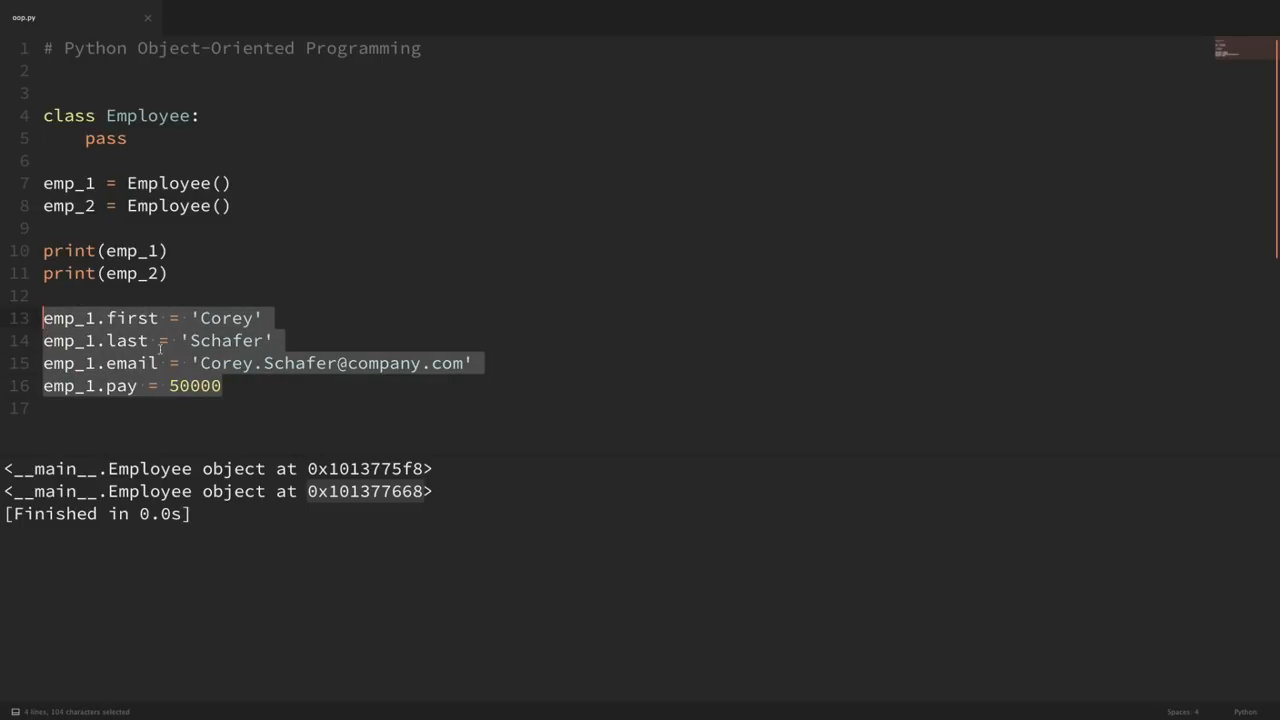 oop.py ×
1 # Python Object-Oriented Programming
2
3
4 class Employee:
5     pass
6
7 emp_1 = Employee()
8 emp_2 = Employee()
9
10 print(emp_1)
11 print(emp_2)
12
13 emp_1.first = 'Corey'
14 emp_1.last = 'Schafer'
15 emp_1.email = 'Corey.Schafer@company.com'
16 emp_1.pay = 50000
17
<__main__.Employee object at 0x1013775f8>
<__main__.Employee object at 0x101377668>
[Finished in 0.0s]
4 lines, 104 characters selected Spaces: 4 Python